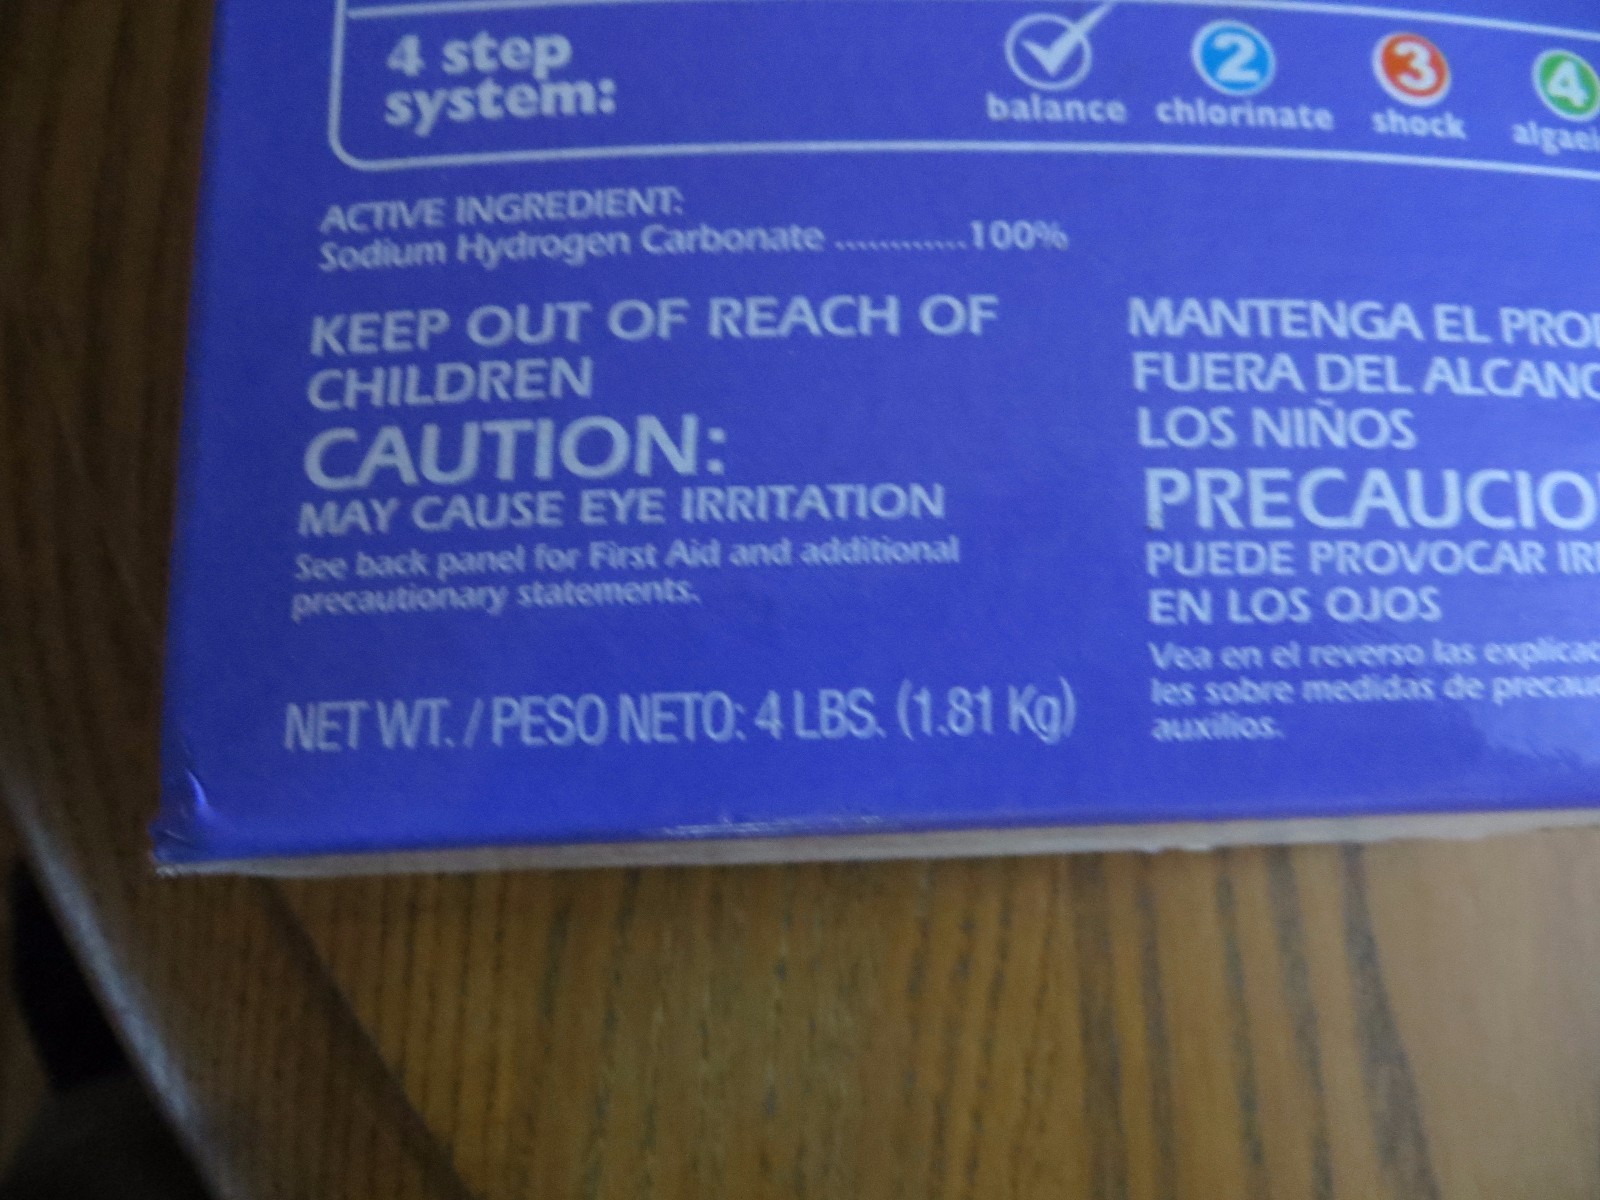 4 step
system:
balance
2
chlorinate
3
shock
4
ACTIVE INGREDIENT:
Sodium Hydrogen Carbonate .............100%
KEEP OUT OF REACH OF
CHILDREN
CAUTION:
MAY CAUSE EYE IRRITATION
See back panel for First Aid and additional
precautionary statements.
NET WT. / PESO NETO: 4 LBS. (1.81 Kg)
MANTENGA EL
FUERA DEL
LOS NIÑOS
PUEDE PROVOCAR
EN LOS OJOS
Vea en el reverso las
les sobre medidas de
auxilios.